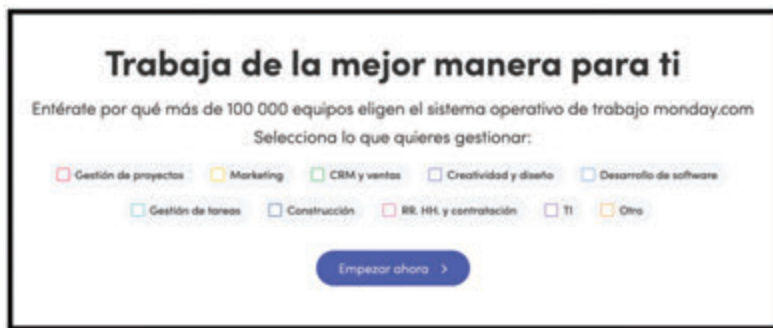 Trabaja de la mejor manera para ti
Entérate por qué más de 100 000 equipos eligen el sistema operativo de trabajo monday.com
Selecciona lo que quieres gestionar:
Gestión de proyectos Marketing CRM y ventas Creatividad y diseño Desarrollo de software
Gestión de tareas Construcción RR. HH. y contratación TI Otro
Empezar ahora >